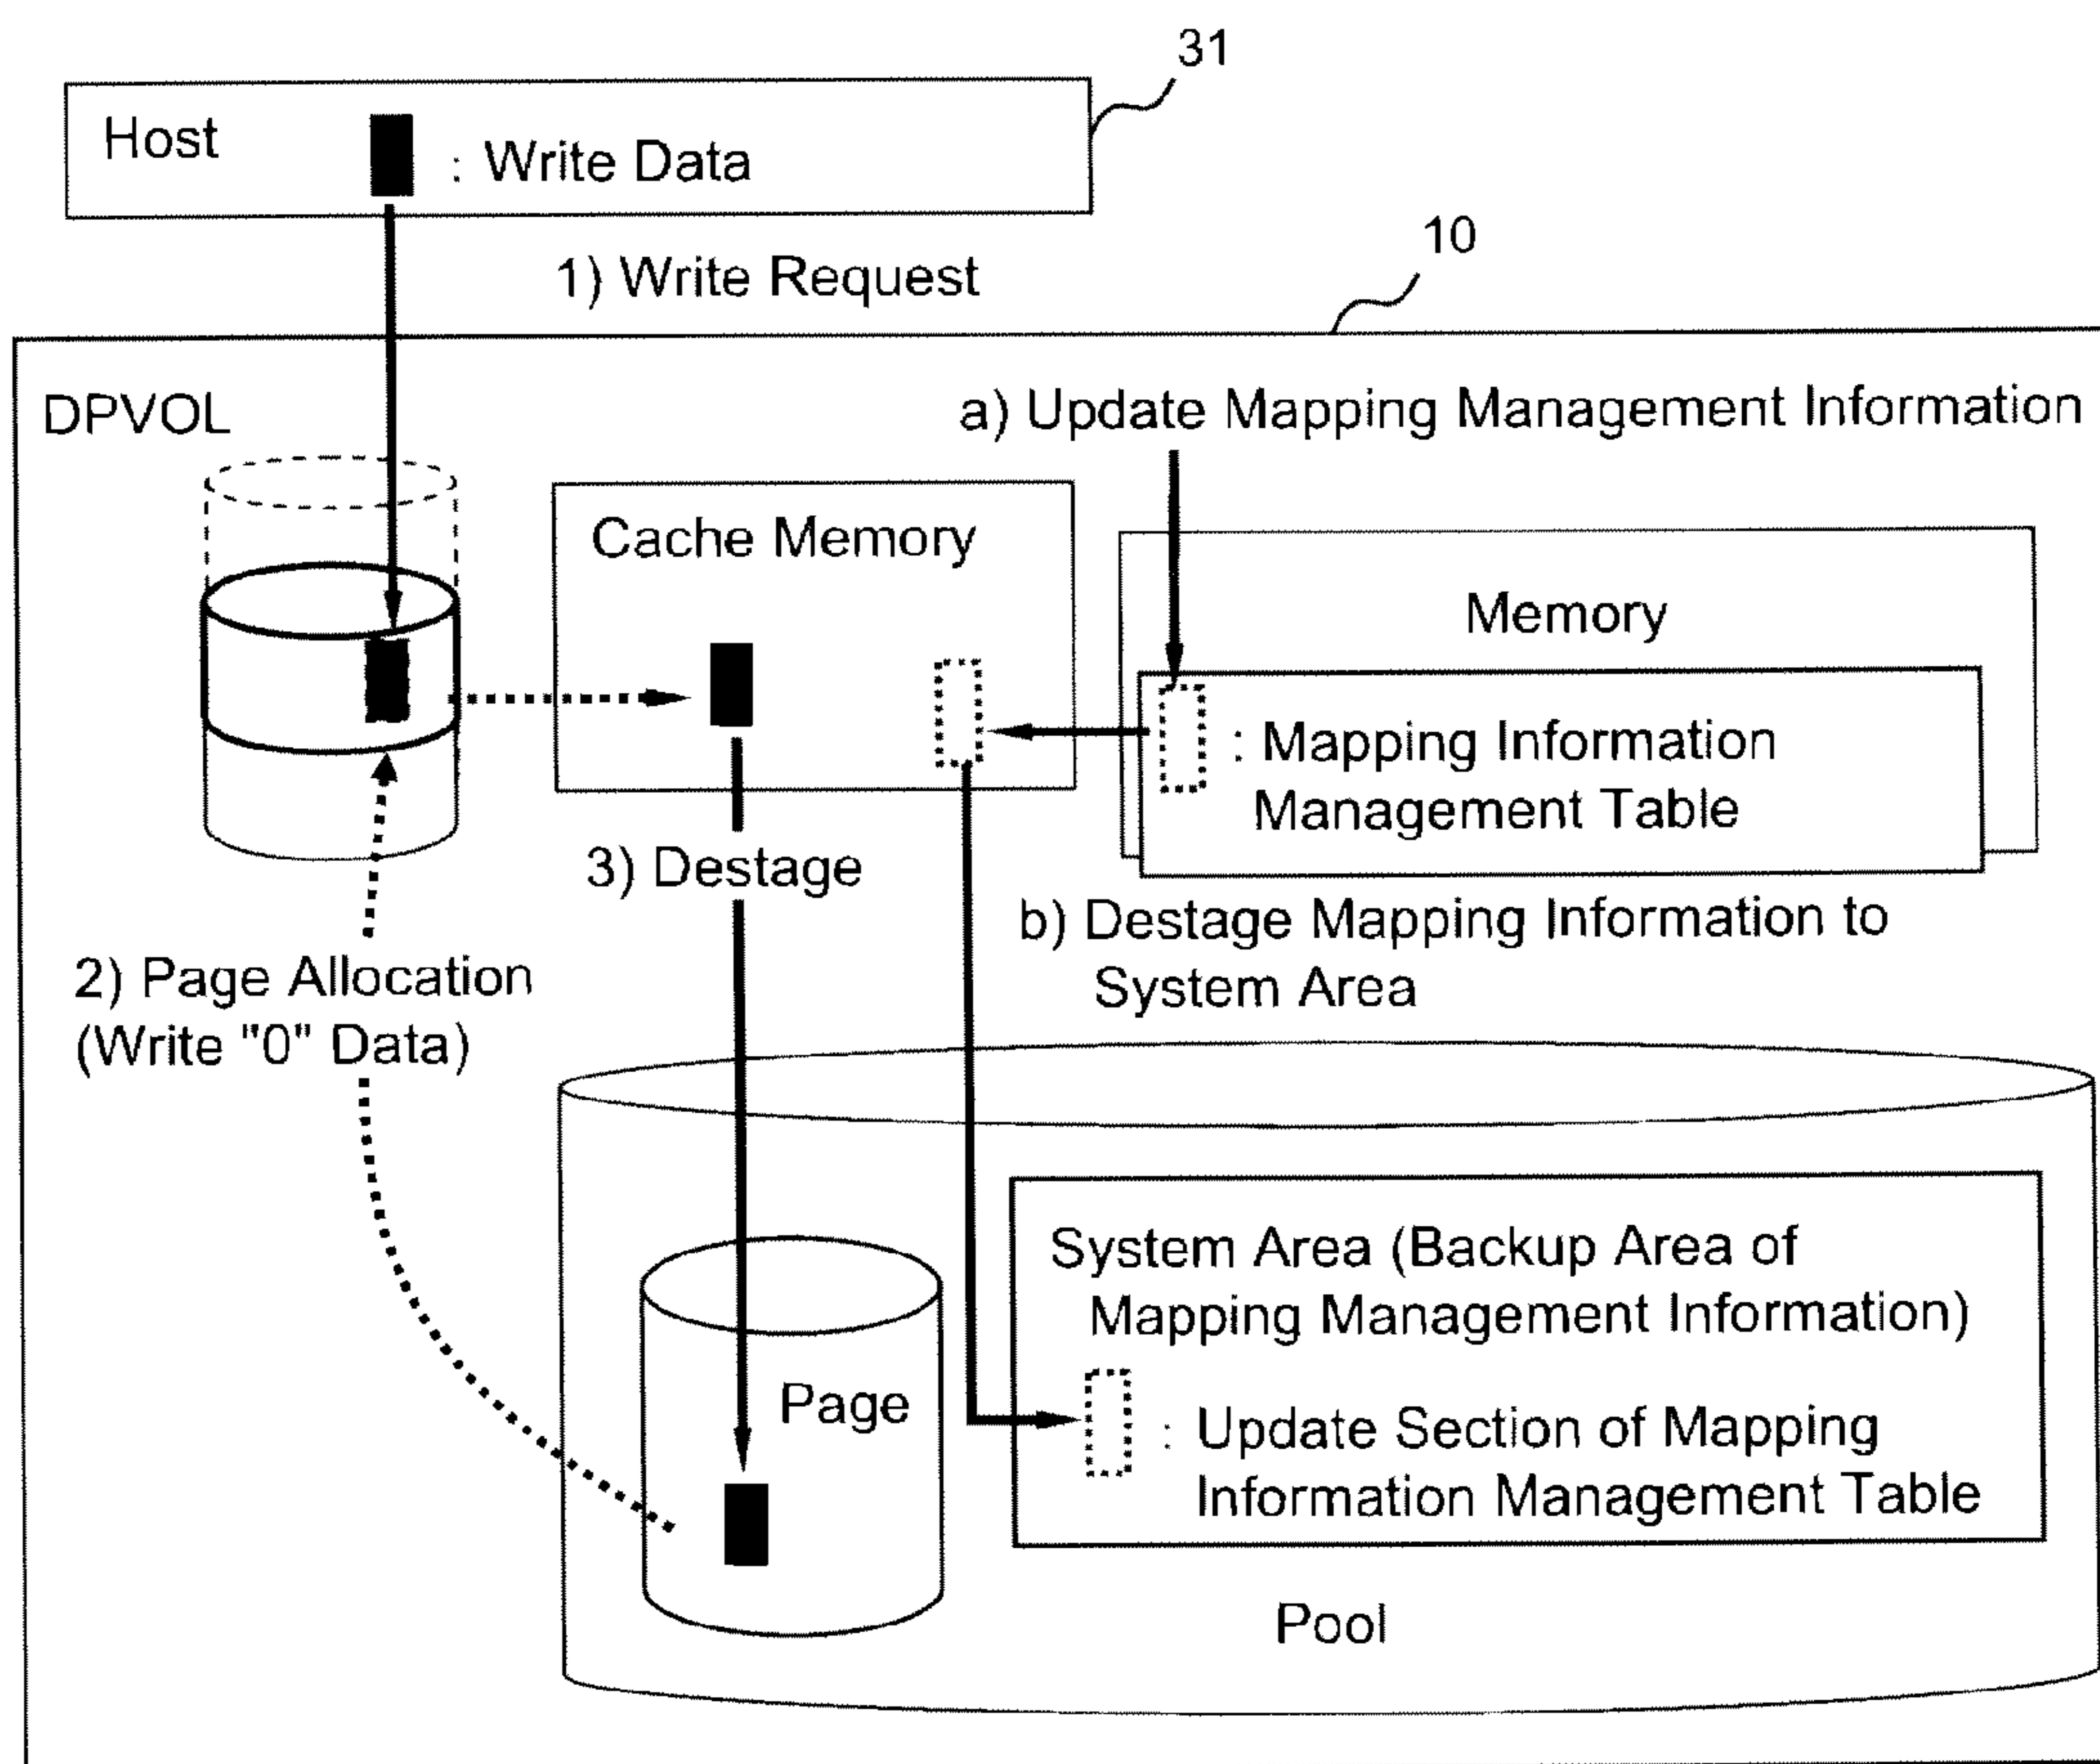 31
Host
: Write Data
10
1) Write Request
DPVOL
a) Update Mapping Management Information
Cache Memory
Memory
: Mapping Information
Management Table
3) Destage
b) Destage Mapping Information to
System Area
2) Page Allocation
(Write "0" Data)
System Area (Backup Area of
Mapping Management Information)
Page
: Update Section of Mapping
Information Management Table
Pool